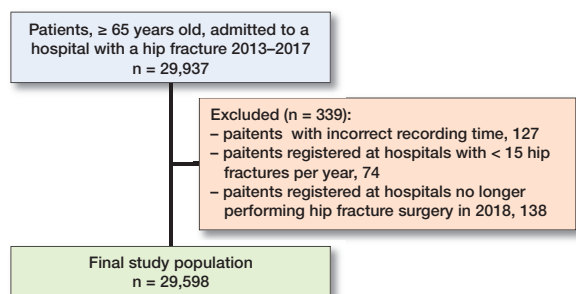 Patients, ≥ 65 years old, admitted to a
hospital with a hip fracture 2013–2017
n = 29,937
Excluded (n = 339):
– paitents with incorrect recording time, 127
– paitents registered at hospitals with < 15 hip
fractures per year, 74
– paitents registered at hospitals no longer
performing hip fracture surgery in 2018, 138
Final study population
n = 29,598